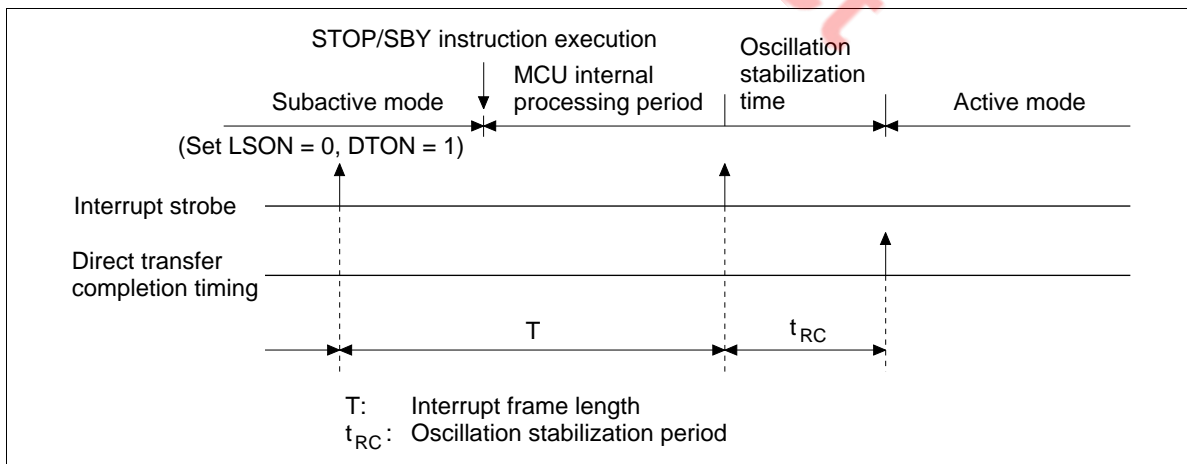 STOP/SBY instruction execution
Oscillation
stabilization
time
MCU internal
processing period
Subactive mode
Active mode
(Set LSON = 0, DTON = 1)
Interrupt strobe
Direct transfer
completion timing
T
tRC
T: Interrupt frame length
tRC: Oscillation stabilization period